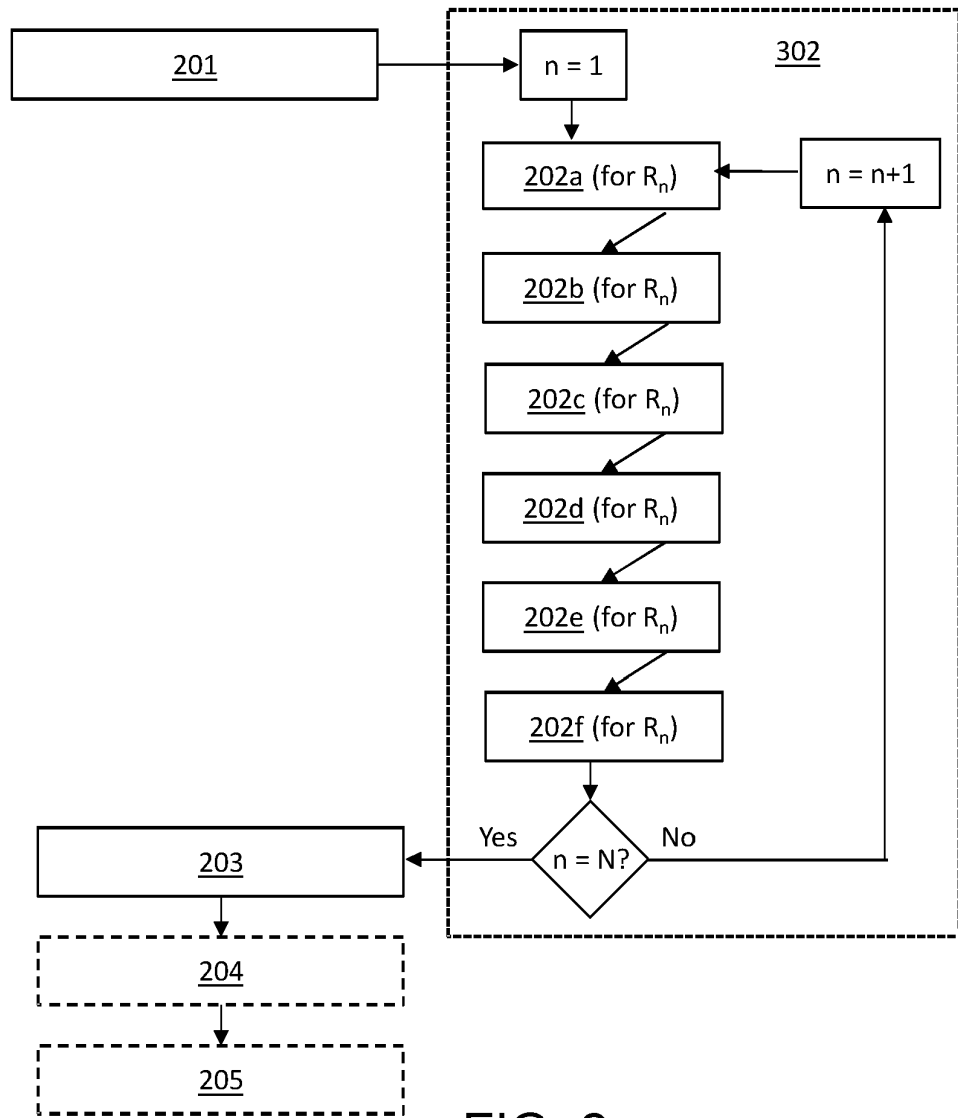 201
n = 1
302
202a (for Rn)
n = n+1
202b (for Rn)
202c (for Rn)
202d (for Rn)
202e (for Rn)
202f (for Rn)
Yes
n = N?
No
203
204
205